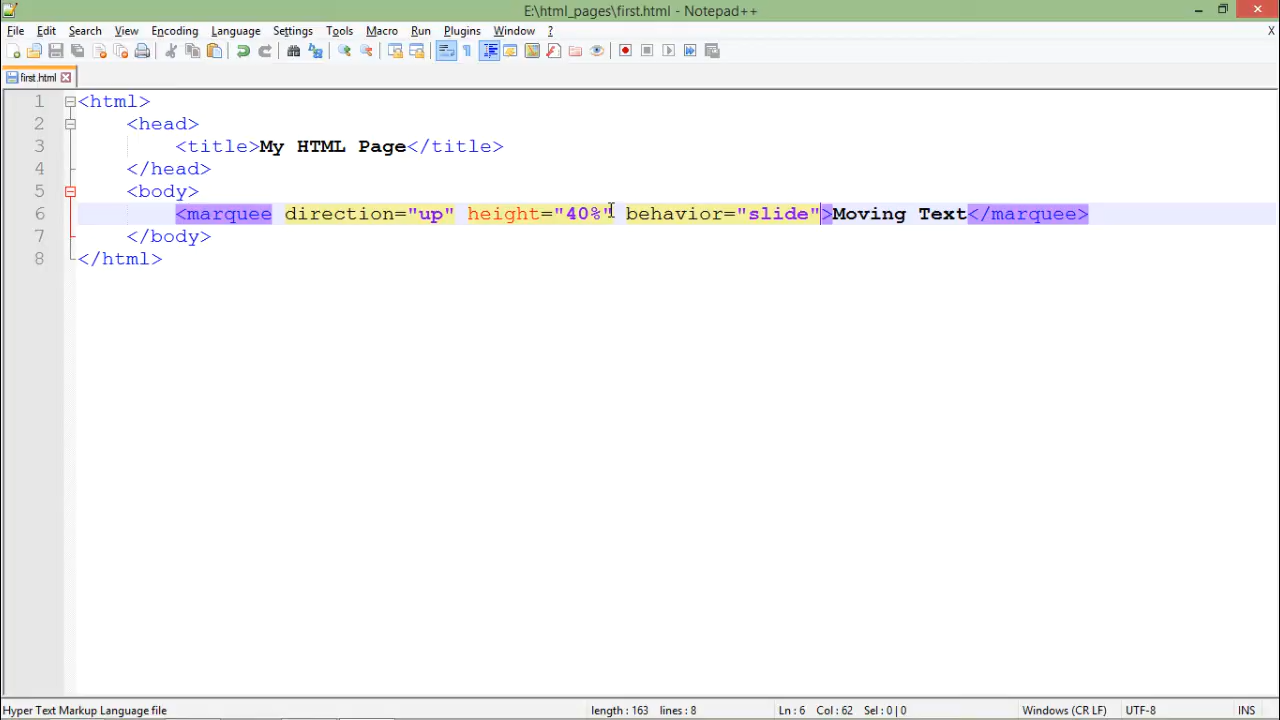 E:\html_pages\first.html - Notepad++
File Edit Search View Encoding Language Settings Tools Macro Run Plugins Window ? X
first.html
1 <html>
2 <head>
3 <title>My HTML Page</title>
4 </head>
5 <body>
6 <marquee direction="up" height="40%" behavior="slide">Moving Text</marquee>
7 </body>
8 </html>
Hyper Text Markup Language file length : 163 lines : 8 Ln : 6 Col : 62 Sel : 0 | 0 Windows (CR LF) UTF-8 INS